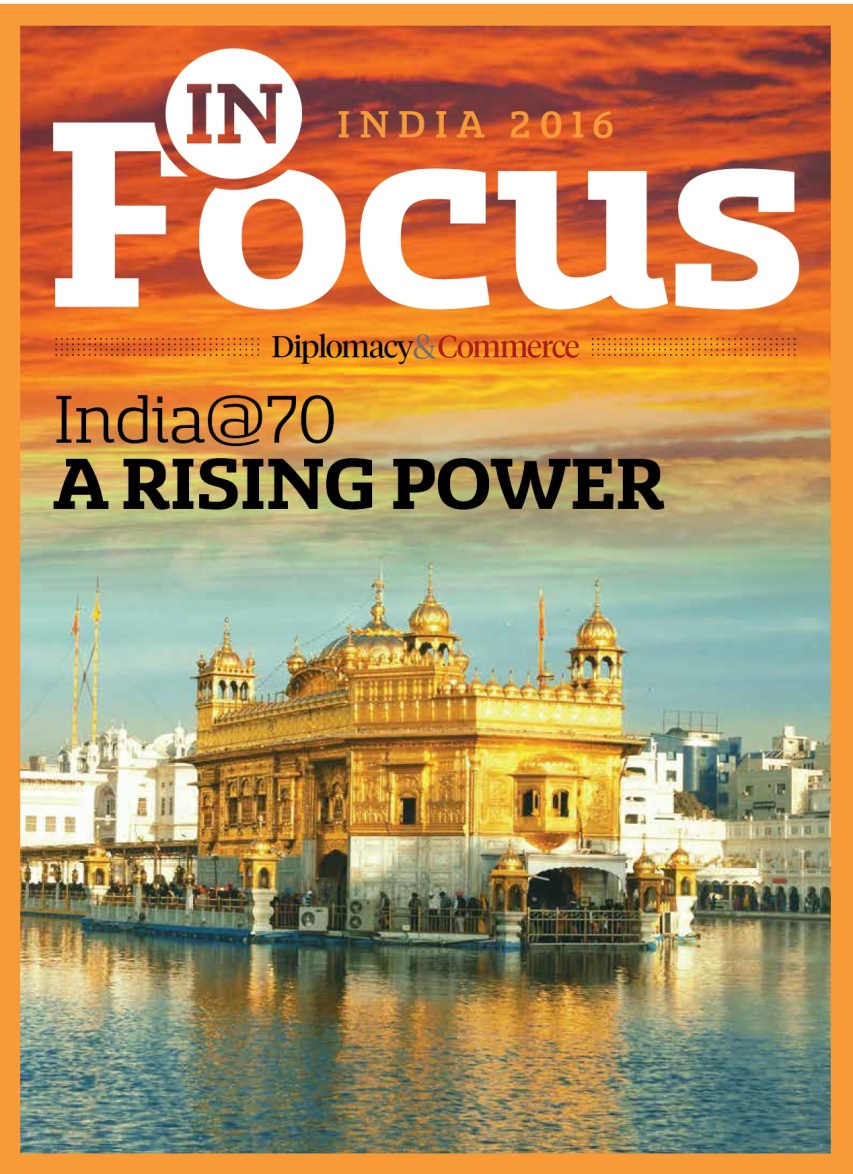 IN
INDIA 2016
Focus
Diplomacy&Commerce
India@70
A RISING POWER